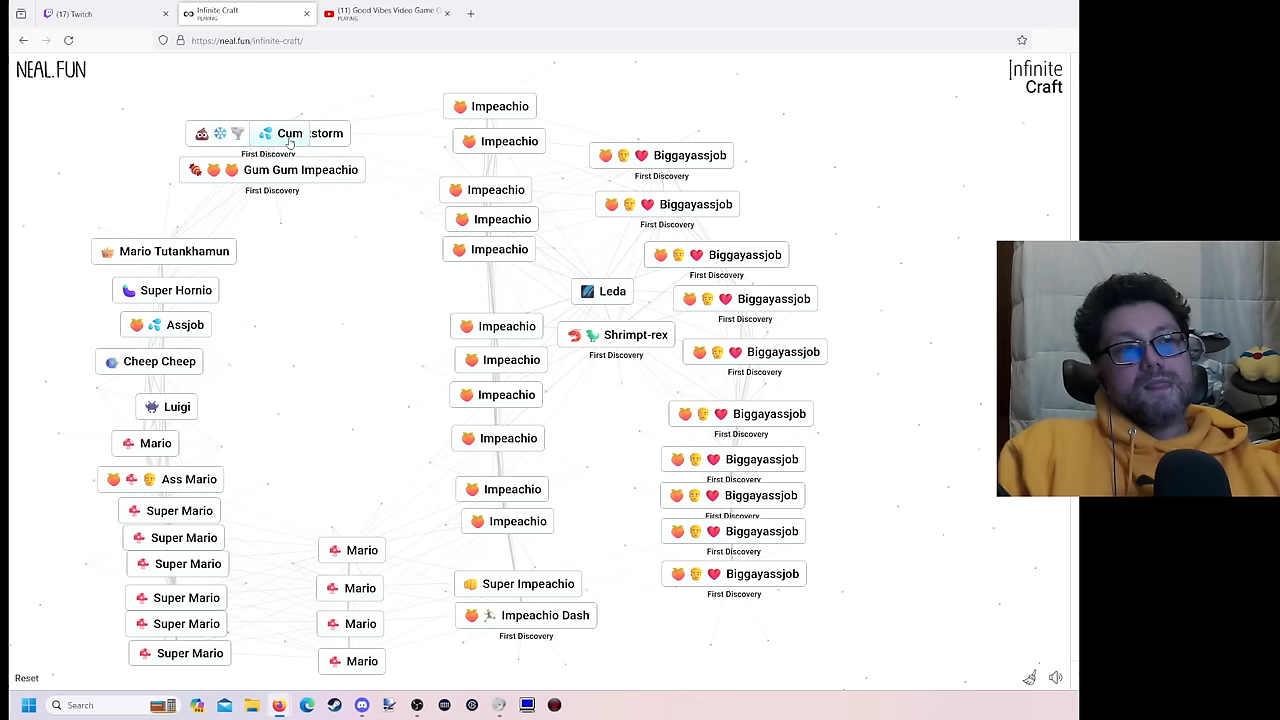 (17) Twitch
Infinite Craft
PLAYING
(11) Good Vibes Video Game C
PLAYING
https://neal.fun/infinite-craft/
NEAL.FUN
Infinite
Craft
Cum
storm
First Discovery
Gum Gum Impeachio
First Discovery
Mario Tutankhamun
Super Hornio
Assjob
Cheep Cheep
Luigi
Mario
Ass Mario
Super Mario
Super Mario
Super Mario
Super Mario
Super Mario
Super Mario
Mario
Mario
Mario
Mario
Impeachio
Impeachio
Impeachio
Impeachio
Impeachio
Impeachio
Impeachio
Impeachio
Impeachio
Impeachio
Impeachio
Super Impeachio
Impeachio Dash
First Discovery
Leda
Shrimpt-rex
First Discovery
Biggayassjob
First Discovery
Biggayassjob
First Discovery
Biggayassjob
First Discovery
Biggayassjob
First Discovery
Biggayassjob
First Discovery
Biggayassjob
First Discovery
Biggayassjob
First Discovery
Biggayassjob
First Discovery
Biggayassjob
First Discovery
Biggayassjob
First Discovery
Reset
Search